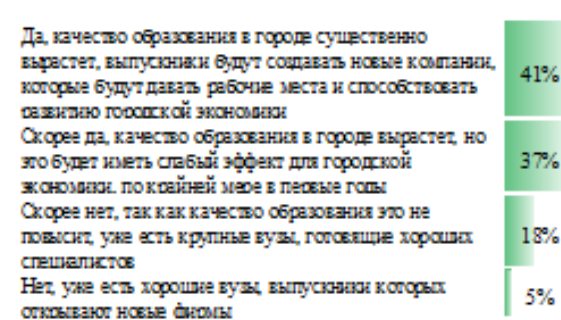 Да, качество образования в городе существенно
вырастет, выпускники будут создавать новые компании,
которые будут давать рабочие места и способствовать
развитию городской экономики
41%
Скорее да, качество образования в городе вырастет, но
это будет иметь слабый эффект для городской
экономики, по крайней мере в первые годы
37%
Скорее нет, так как качество образования это не
повысит, уже есть крупные вузы, готовящие хороших
специалистов
18%
Нет, уже есть хорошие вузы, выпускники которых
открывают новые фирмы
5%